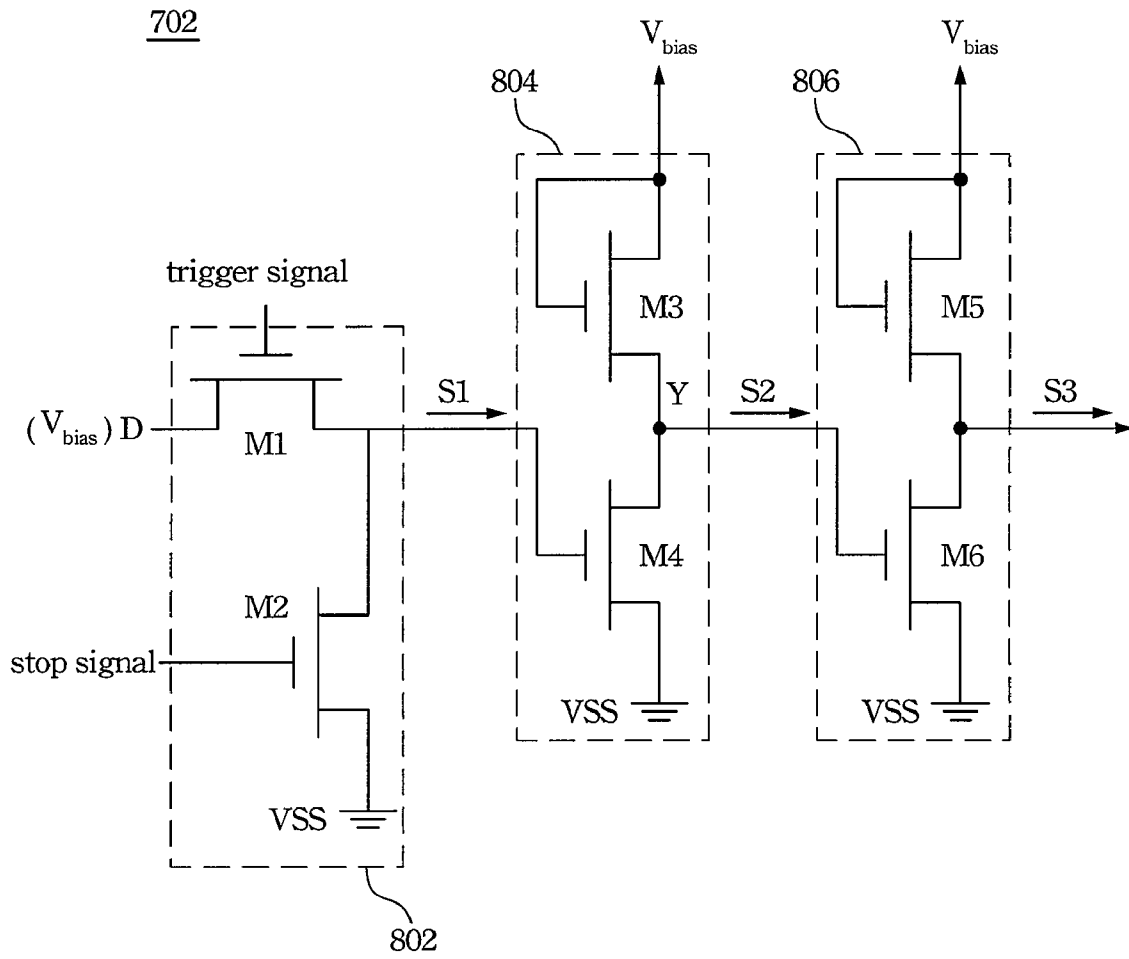 702
V_bias
V_bias
804
806
trigger signal
M3
M5
S1
Y
S2
S3
(V_bias) D
M1
M4
M6
M2
stop signal
VSS
VSS
VSS
802